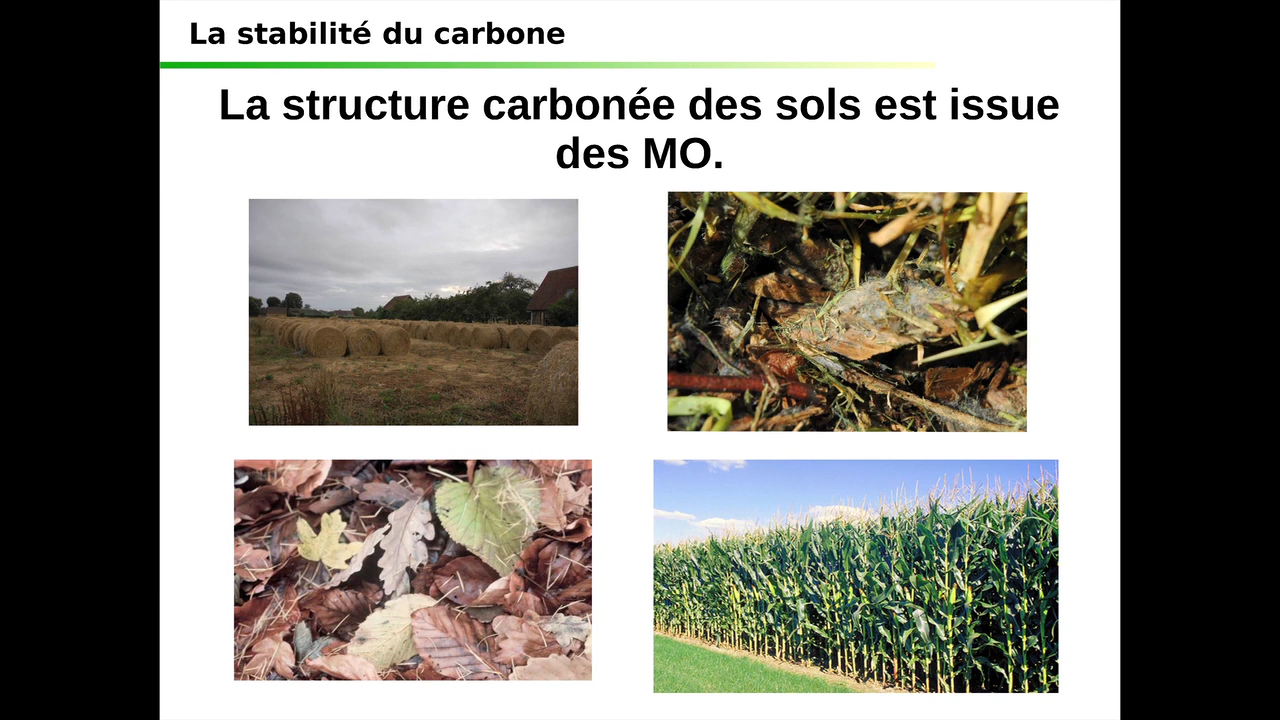 La stabilité du carbone
La structure carbonée des sols est issue
des MO.